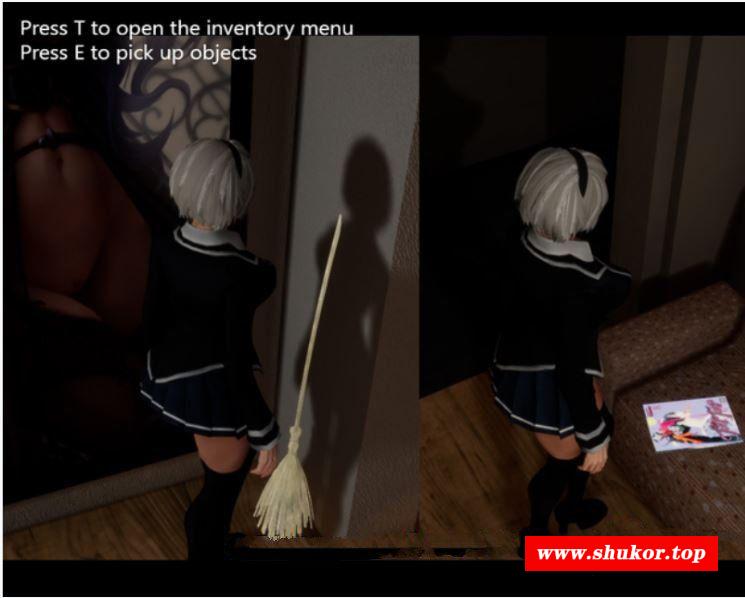 Press T to open the inventory menu
Press E to pick up objects
www.shukor.top